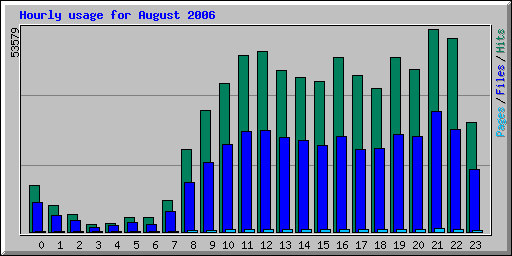 Hourly usage for August 2006
53579
Pages / Files / Hits
0 1 2 3 4 5 6 7 8 9 10 11 12 13 14 15 16 17 18 19 20 21 22 23